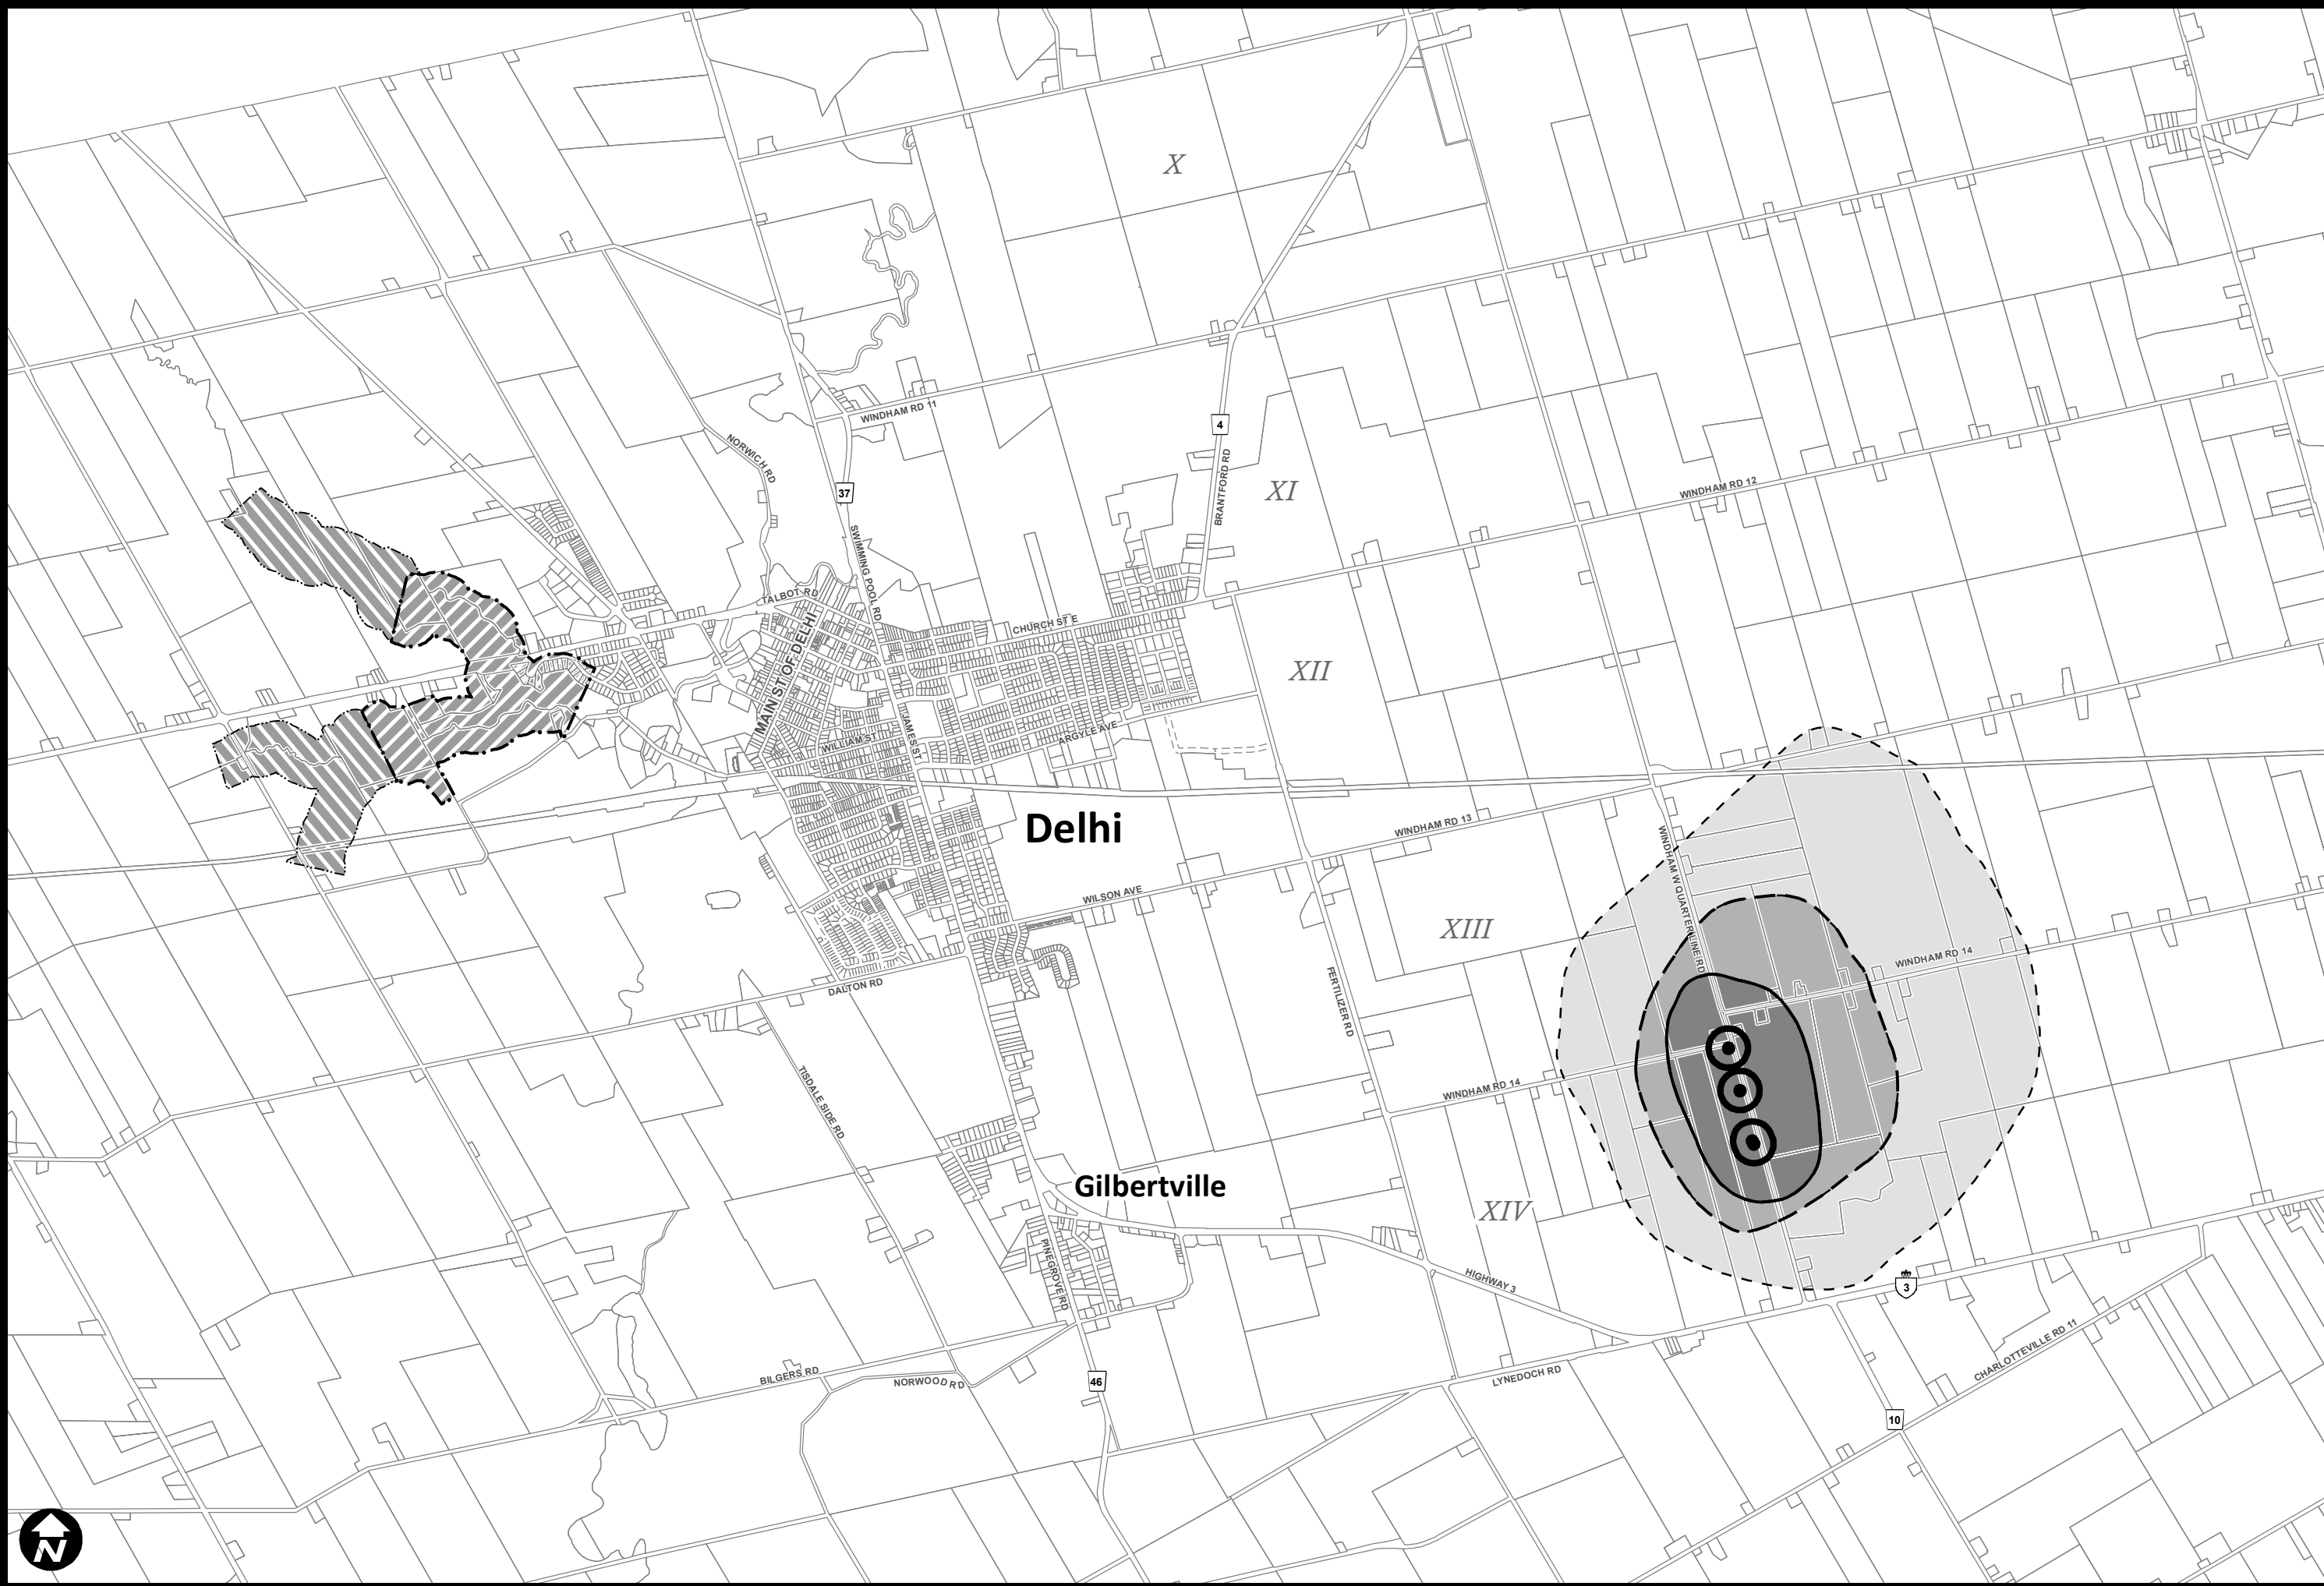 X
WINDHAM RD 11
4
NORWICH RD
BRANTFORD RD
37
XI
WINDHAM RD 12
SWIMMING POOL RD
TALBOT RD
CHURCH ST E
MAIN ST OF DELHI
XII
JAMES ST
WILLIAM ST
ARGYLE AVE
Delhi
WINDHAM RD 13
WINDHAM W QUARTER LINE RD
WILSON AVE
XIII
WINDHAM RD 14
DALTON RD
FERTILIZER RD
TISDALE SIDE RD
WINDHAM RD 14
Gilbertville
XIV
PINEGROVE RD
HIGHWAY 3
3
CHARLOTTEVILLE RD 11
BILGERS RD
NORWOOD RD
46
LYNEDOCH RD
10
N